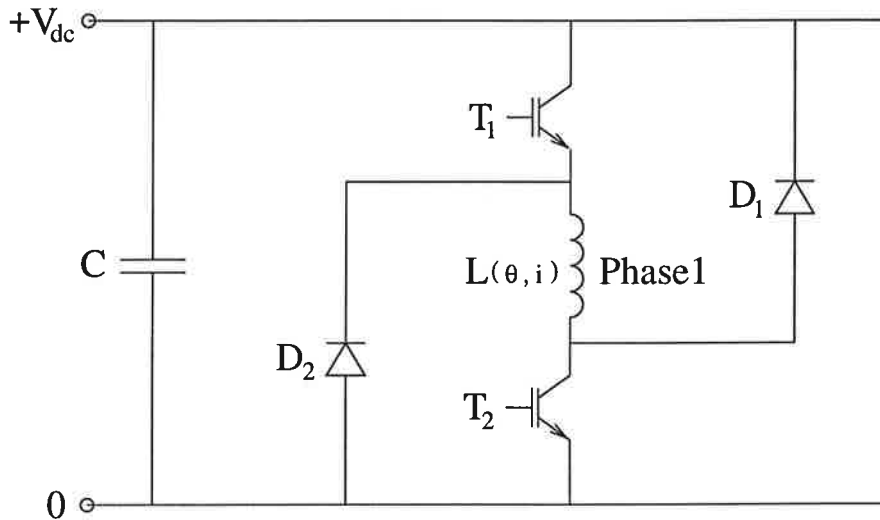 +Vdc
T1
D1
C
L(θ,i) Phase1
D2
T2
0